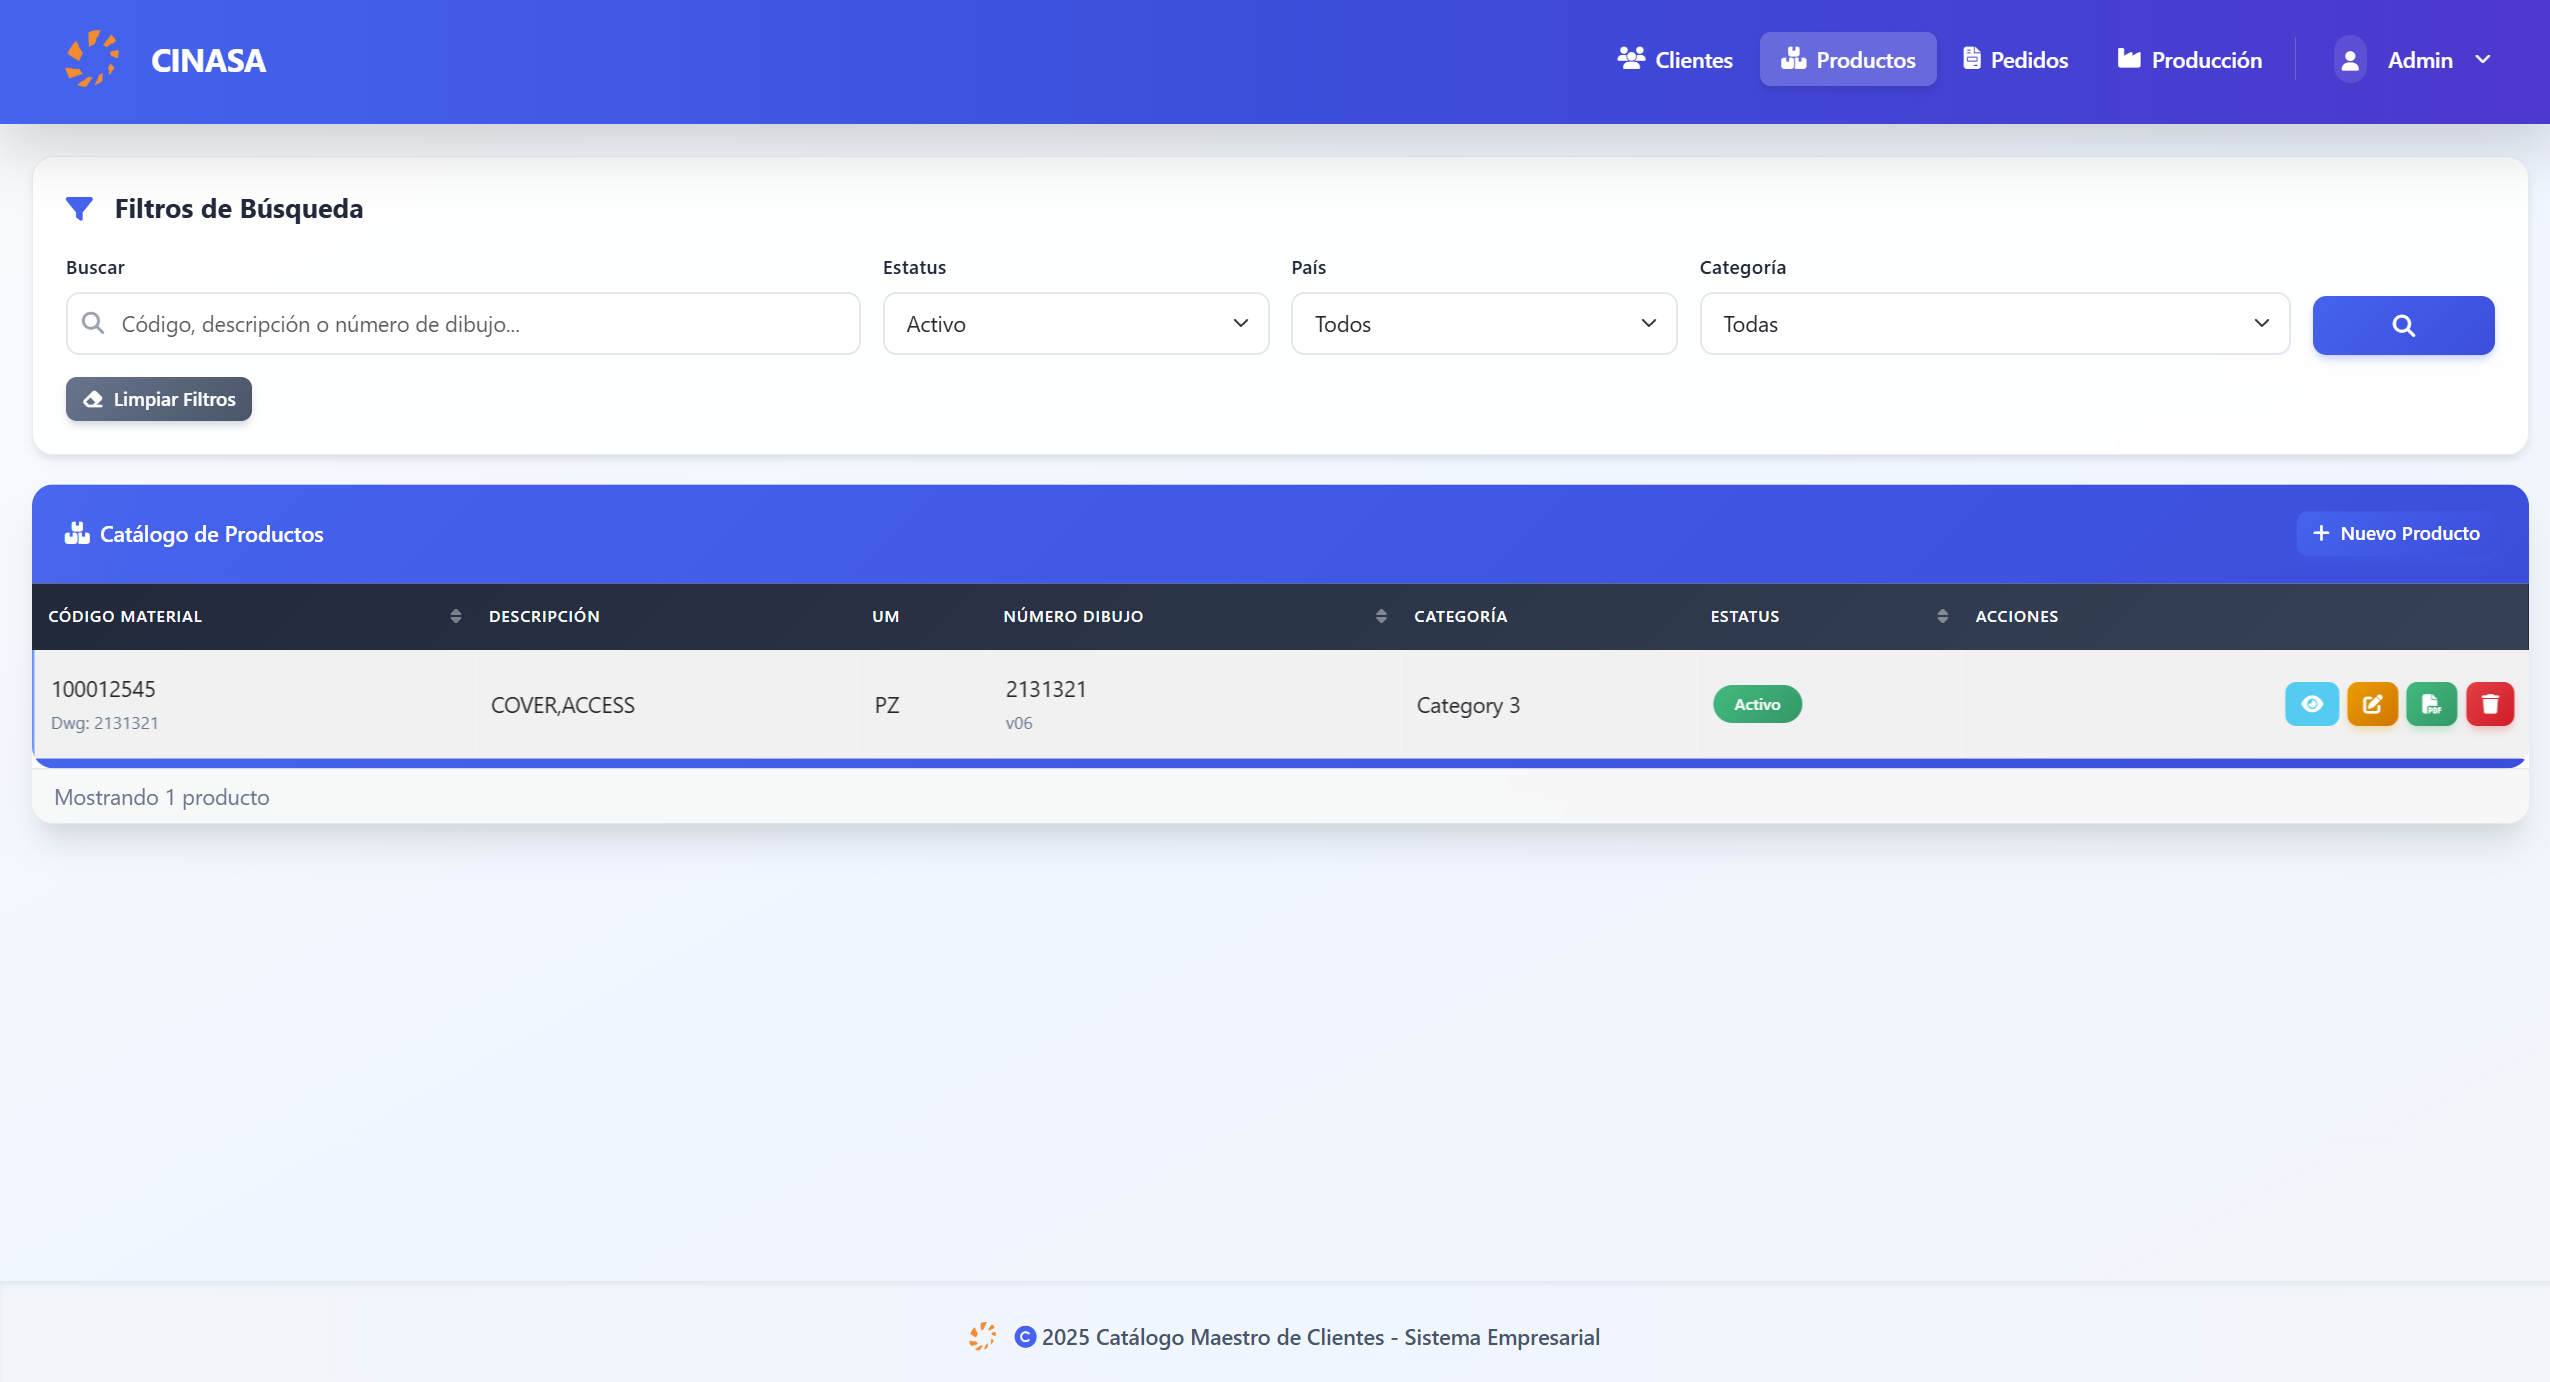 CINASA
Clientes
Productos
Pedidos
Producción
Admin
Filtros de Búsqueda
Buscar
Estatus
País
Categoría
Código, descripción o número de dibujo...
Activo
Todos
Todas
Limpiar Filtros
Catálogo de Productos
Nuevo Producto
CÓDIGO MATERIAL
DESCRIPCIÓN
UM
NÚMERO DIBUJO
CATEGORÍA
ESTATUS
ACCIONES
100012545
Dwg: 2131321
COVER,ACCESS
PZ
2131321
v06
Category 3
Activo
PDF
Mostrando 1 producto
© 2025 Catálogo Maestro de Clientes - Sistema Empresarial